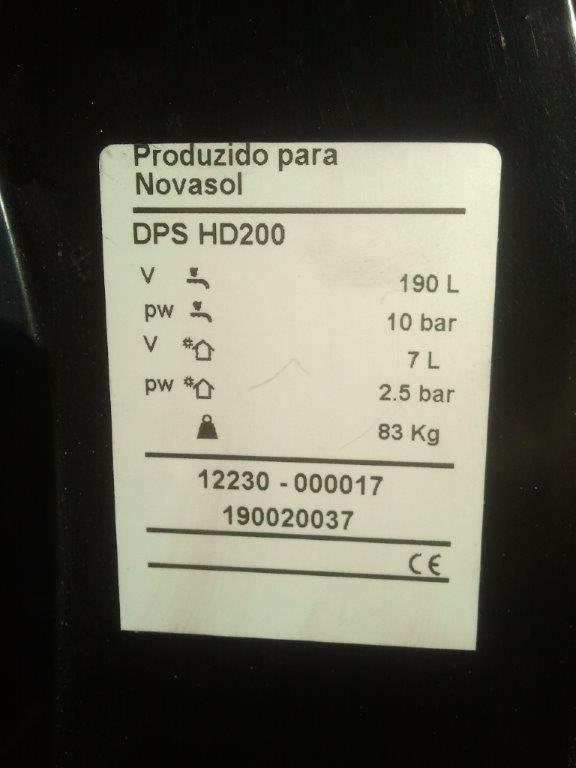 Produzido para
Novasol
DPS HD200
V 190 L
pw 10 bar
V 7 L
pw 2.5 bar
83 Kg
12230 - 000017
190020037
CE